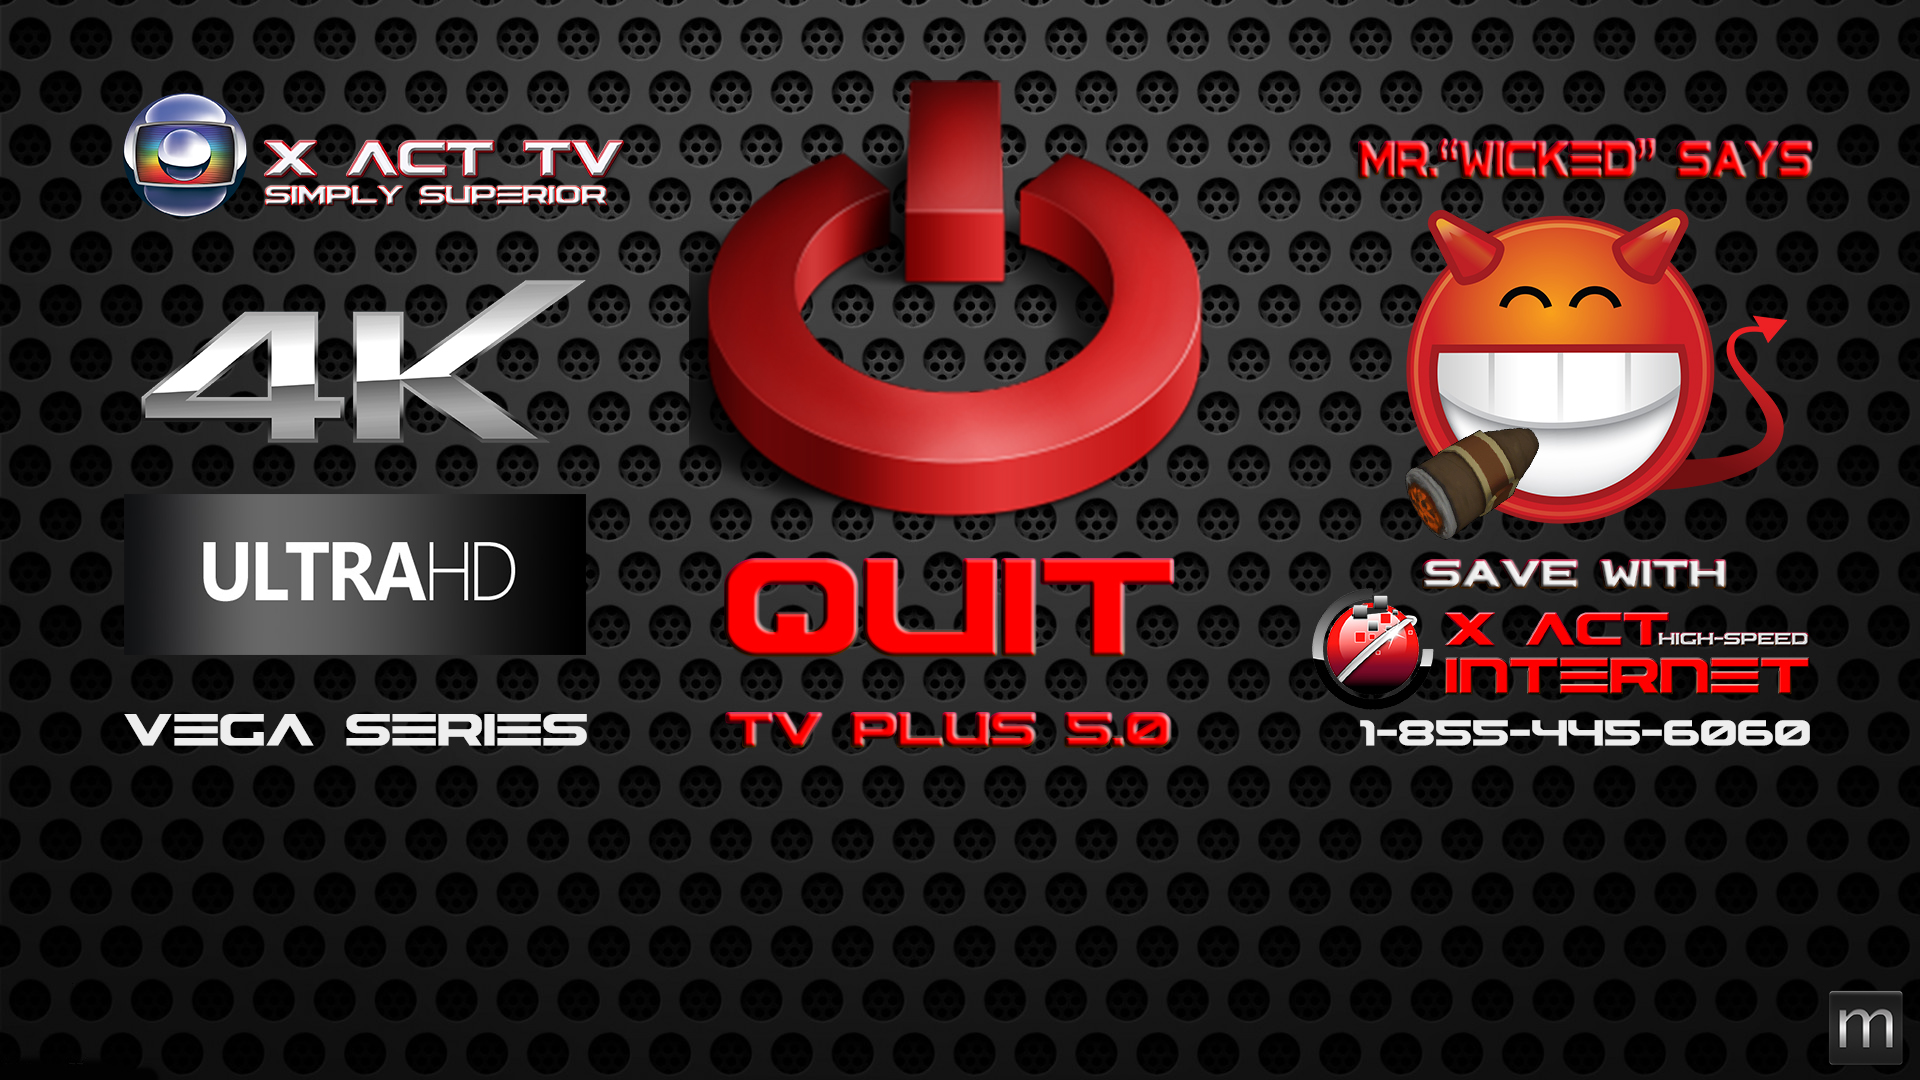 X ACT TV
SIMPLY SUPERIOR
4K
ULTRAHD
VEGA SERIES
QUIT
TV PLUS 5.0
MR."WICKED" SAYS
SAVE WITH
X ACT HIGH-SPEED
INTERNET
1-855-445-6060
m